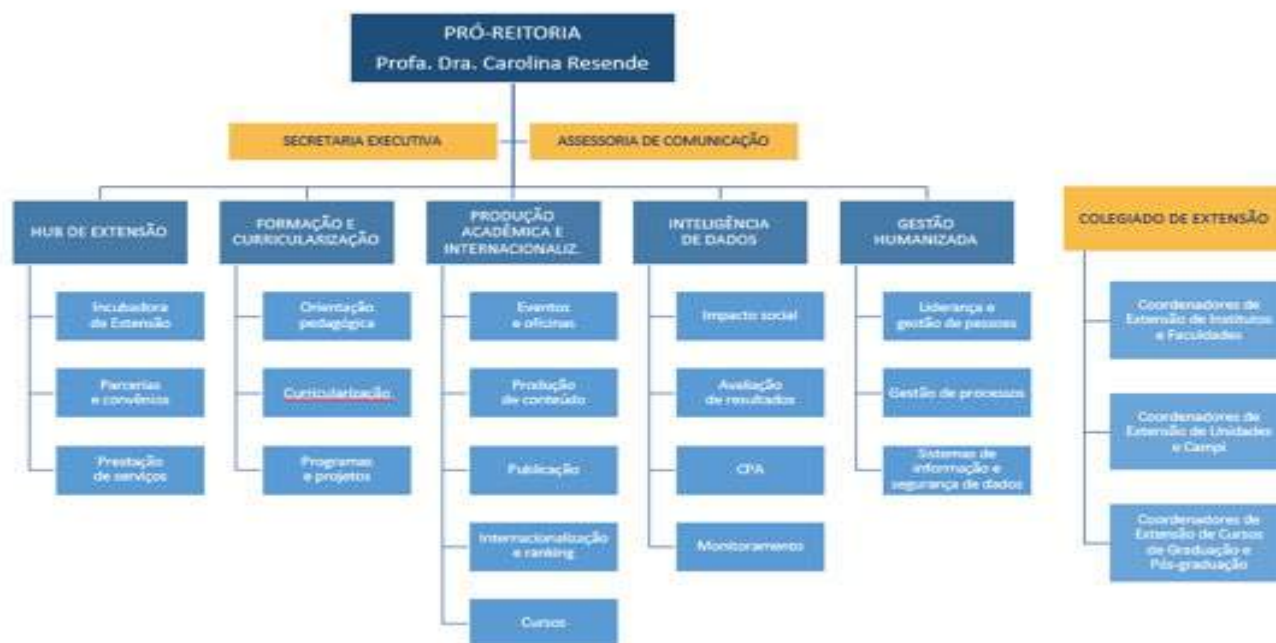 PRÓ-REITORIA
Profa. Dra. Carolina Resende
SECRETARIA EXECUTIVA
ASSESSORIA DE COMUNICAÇÃO
HUB DE EXTENSÃO
FORMAÇÃO E
CURRICULARIZAÇÃO
PRODUÇÃO
ACADÊMICA E
INTERNACIONALIZ.
INTELIGÊNCIA
DE DADOS
GESTÃO
HUMANIZADA
COLEGIADO DE EXTENSÃO
Incubadora
de Extensão
Parcerias
e convênios
Prestação
de serviços
Orientação
pedagógica
Curricularização
Programas
e projetos
Eventos
e oficinas
Produção
de conteúdo
Publicação
Internacionalização
e ranking
Cursos
Impacto social
Avaliação
de resultados
CPA
Monitoramento
Liderança e
gestão de pessoas
Gestão de processos
Sistemas de
informação e
segurança de dados
Coordenadores de
Extensão de Institutos
e Faculdades
Coordenadores de
Extensão de Unidades
e Campi
Coordenadores de
Extensão de Cursos
de Graduação e
Pós-graduação